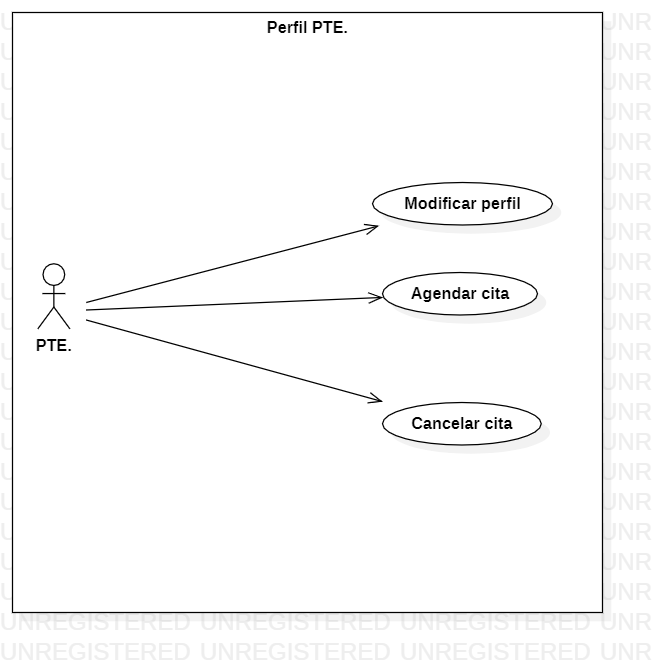 Perfil PTE.
Modificar perfil
Agendar cita
PTE.
Cancelar cita
UNREGISTERED UNREGISTERED UNREGISTERED UNR
UNREGISTERED UNREGISTERED UNREGISTERED UNR